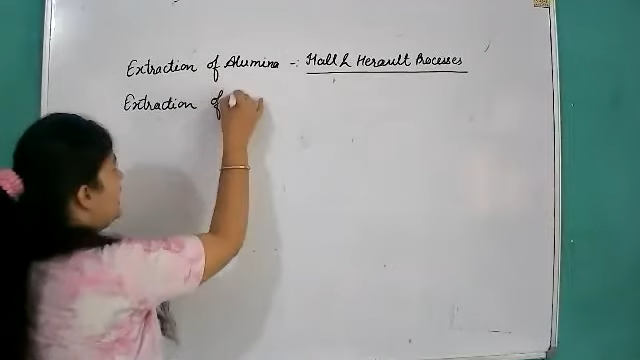 Extraction of Alumina -: Hall & Herault Processes
Extraction of